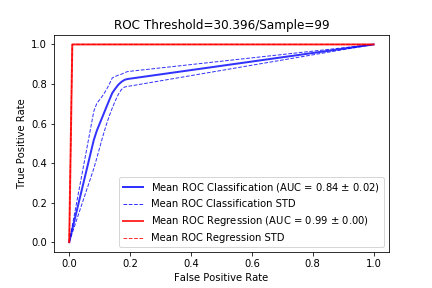 ROC Threshold=30.396/Sample=99
1.0
0.8
0.6
0.4
0.2
0.0
True Positive Rate
Mean ROC Classification (AUC = 0.84 ± 0.02)
Mean ROC Classification STD
Mean ROC Regression (AUC = 0.99 ± 0.00)
Mean ROC Regression STD
0.0 0.2 0.4 0.6 0.8 1.0
False Positive Rate